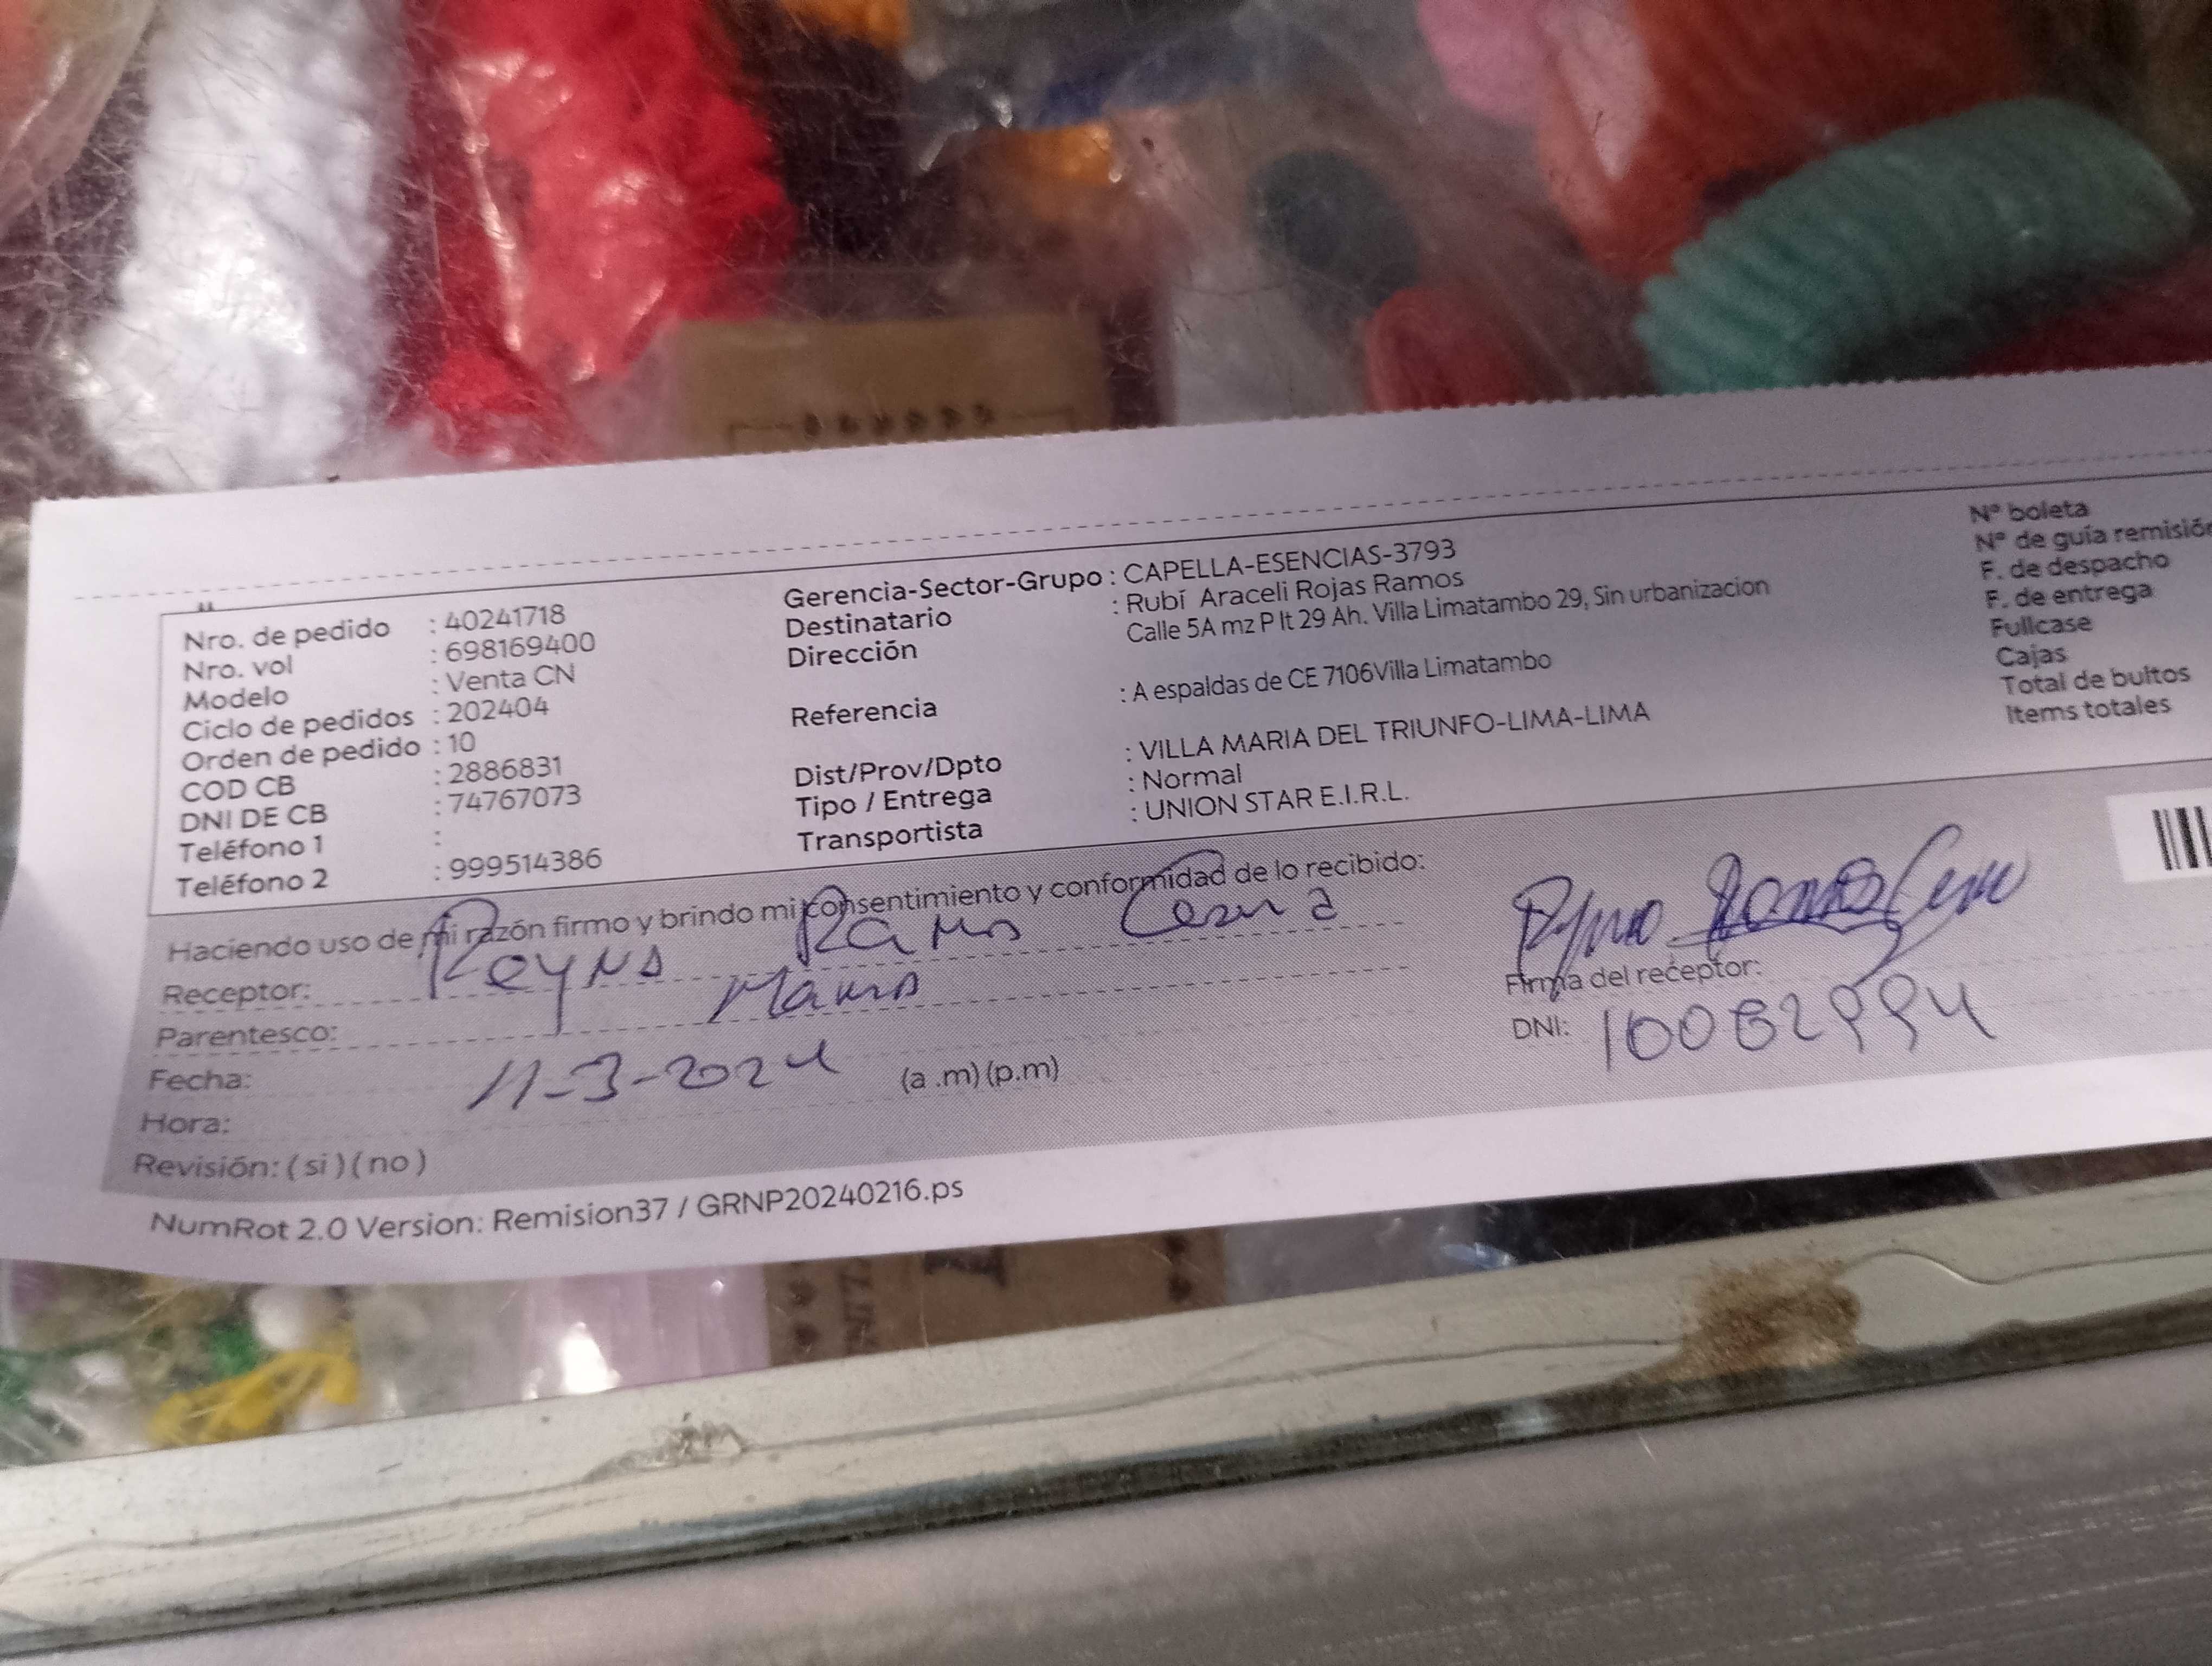 Nro. de pedido : 40241718
Nro. vol : 698169400
Modelo : Venta CN
Ciclo de pedidos : 202404
Orden de pedido : 10
COD CB : 2886831
DNI DE CB : 74767073
Teléfono 1 :
Teléfono 2 : 999514386
Gerencia-Sector-Grupo : CAPELLA-ESENCIAS-3793
Destinatario : Rubí Araceli Rojas Ramos
Dirección Calle 5A mz P lt 29 Ah. Villa Limatambo 29, Sin urbanizacion
Referencia : A espaldas de CE 7106Villa Limatambo
Dist/Prov/Dpto : VILLA MARIA DEL TRIUNFO-LIMA-LIMA
Tipo / Entrega : Normal
Transportista : UNION STAR E.I.R.L.
Nº boleta
Nº de guía remisión
F. de despacho
F. de entrega
Fullcase
Cajas
Total de bultos
Items totales
Haciendo uso de mi razón firmo y brindo mi consentimiento y conformidad de lo recibido:
Receptor: Reyna Ramos
Parentesco:
Fecha: 11-3-2024
Hora: (a .m) (p.m)
Revisión: ( si ) ( no )
Firma del receptor:
DNI:
NumRot 2.0 Version: Remision37 / GRNP20240216.ps